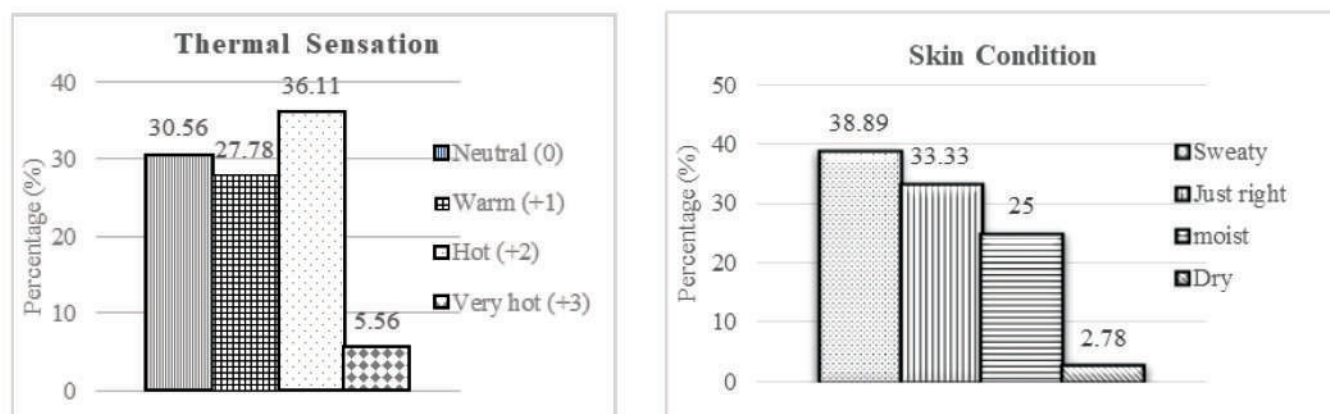 Thermal Sensation
Percentage (%)
40
30
20
10
0
30.56
27.78
36.11
5.56
Neutral (0)
Warm (+1)
Hot (+2)
Very hot (+3)
Skin Condition
Percentage (%)
50
40
30
20
10
0
38.89
33.33
25
2.78
Sweaty
Just right
moist
Dry